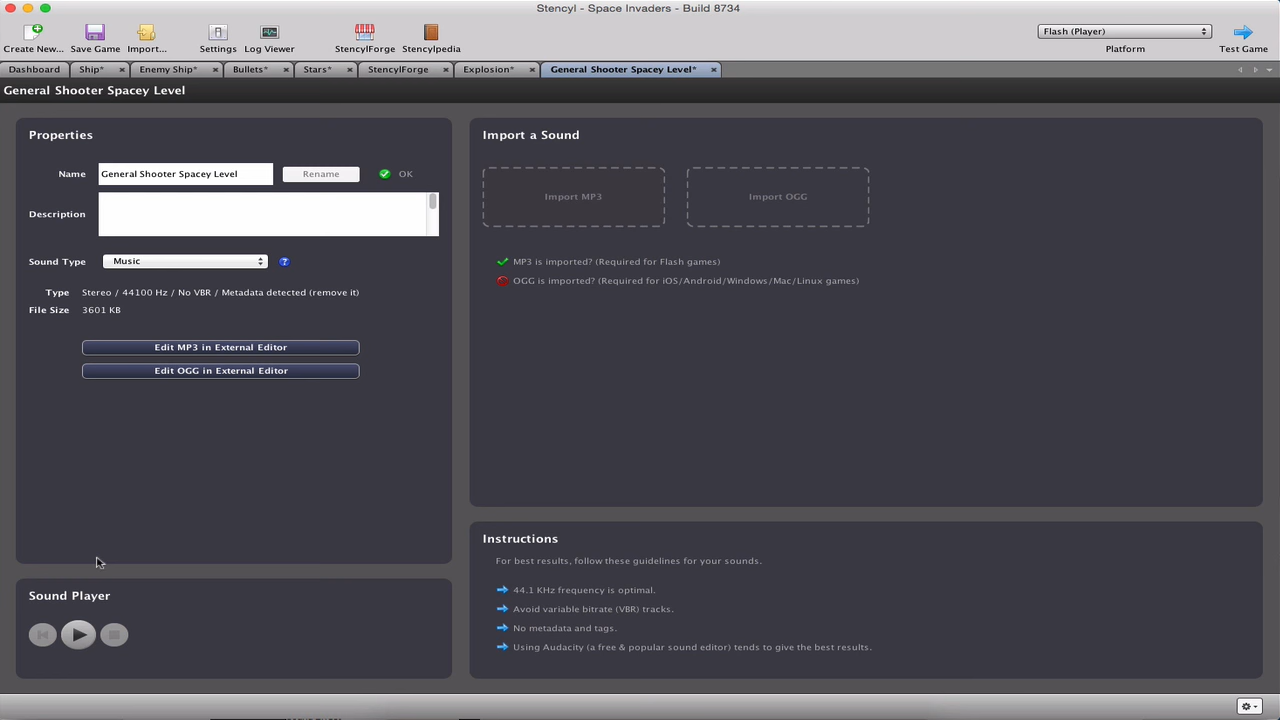 Stencyl - Space Invaders - Build 8734
Create New... Save Game Import... Settings Log Viewer StencylForge Stencylpedia Flash (Player) Platform Test Game
Dashboard Ship* Enemy Ship* Bullets* Stars* StencylForge Explosion* General Shooter Spacey Level*
General Shooter Spacey Level
Properties
Name General Shooter Spacey Level Rename OK
Description
Sound Type Music ?
Type Stereo / 44100 Hz / No VBR / Metadata detected (remove it)
File Size 3601 KB
Edit MP3 in External Editor
Edit OGG in External Editor
Sound Player
Import a Sound
Import MP3 Import OGG
MP3 is imported? (Required for Flash games)
OGG is imported? (Required for iOS/Android/Windows/Mac/Linux games)
Instructions
For best results, follow these guidelines for your sounds.
44.1 KHz frequency is optimal.
Avoid variable bitrate (VBR) tracks.
No metadata and tags.
Using Audacity (a free & popular sound editor) tends to give the best results.